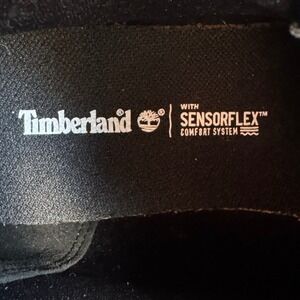 Timberland®
WITH
SENSORFLEX™
COMFORT SYSTEM